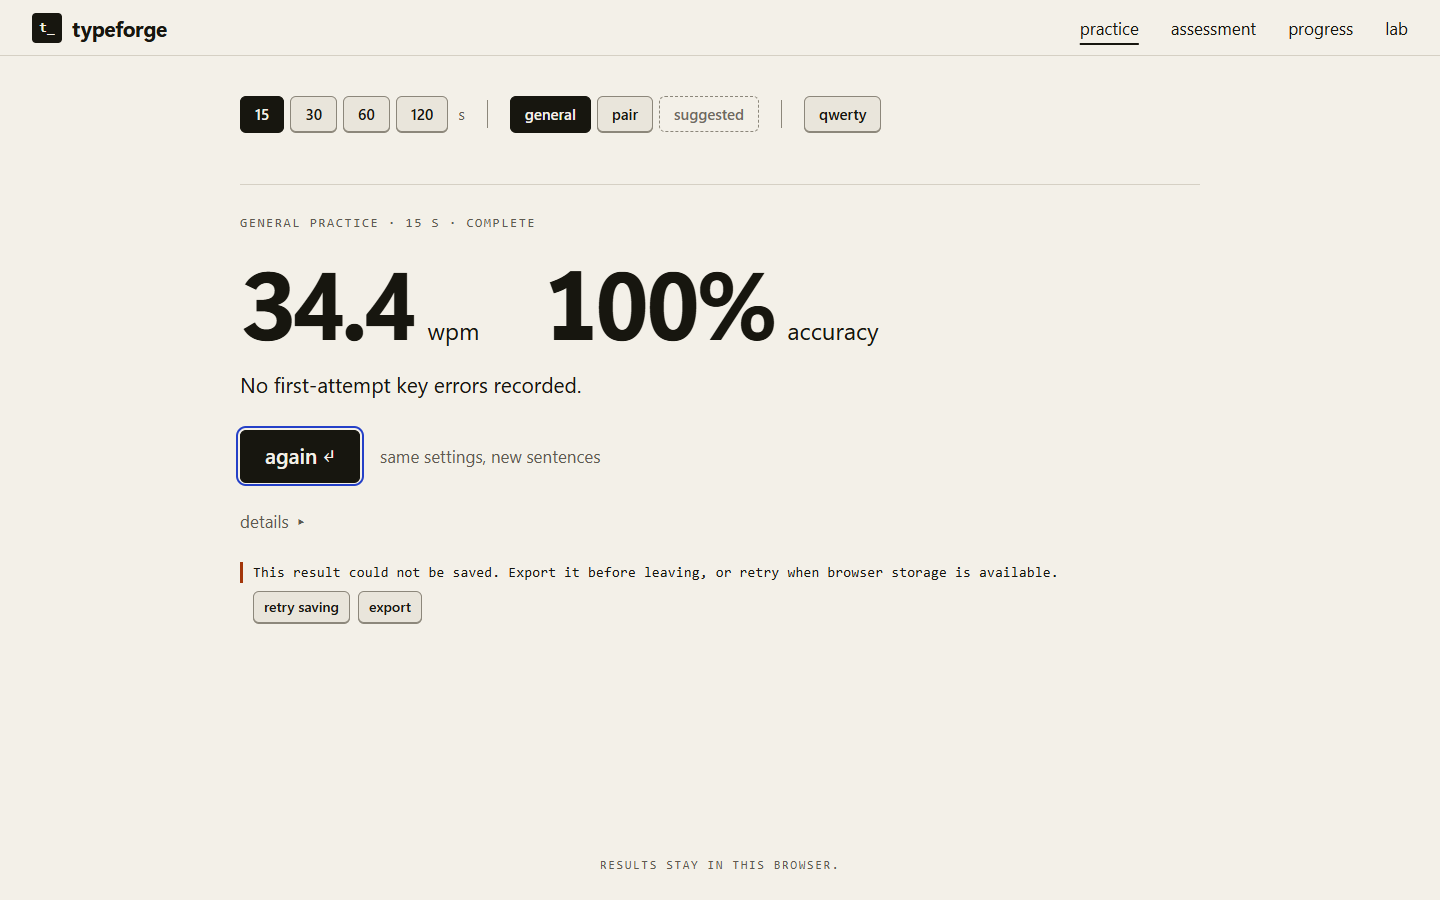 t_ typeforge practice assessment progress lab
15 30 60 120 s general pair suggested qwerty
GENERAL PRACTICE · 15 S · COMPLETE
34.4 wpm 100% accuracy
No first-attempt key errors recorded.
again ↵ same settings, new sentences
details ▸
This result could not be saved. Export it before leaving, or retry when browser storage is available.
retry saving export
RESULTS STAY IN THIS BROWSER.